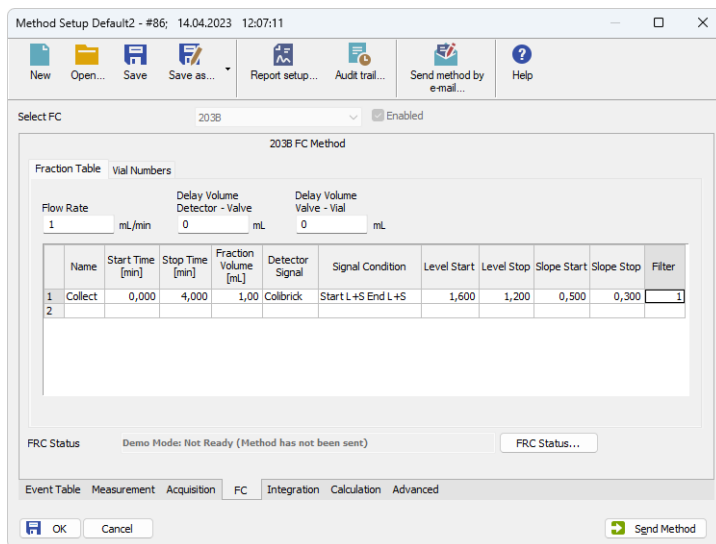 Method Setup Default2 - #86; 14.04.2023 12:07:11
New Open... Save Save as... Report setup... Audit trail... Send method by e-mail... Help
Select FC 203B Enabled
203B FC Method
Fraction Table Vial Numbers
Flow Rate Delay Volume Detector - Valve Delay Volume Valve - Vial
1 mL/min 0 mL 0 mL
Name Start Time [min] Stop Time [min] Fraction Volume [mL] Detector Signal Signal Condition Level Start Level Stop Slope Start Slope Stop Filter
1 Collect 0,000 4,000 1,00 Colibrick Start L+S End L+S 1,600 1,200 0,500 0,300 1
2
FRC Status Demo Mode: Not Ready (Method has not been sent) FRC Status...
Event Table Measurement Acquisition FC Integration Calculation Advanced
OK Cancel Send Method